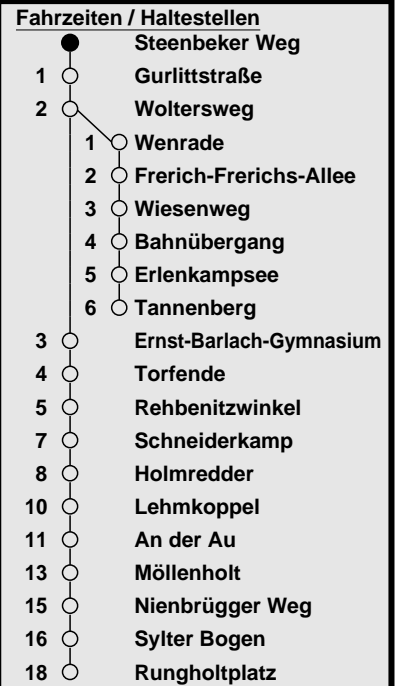 Fahrzeiten / Haltestellen
Steenbeker Weg
1 Gurlittstraße
2 Woltersweg
1 Wenrade
2 Frerich-Frerichs-Allee
3 Wiesenweg
4 Bahnübergang
5 Erlenkampsee
6 Tannenberg
3 Ernst-Barlach-Gymnasium
4 Torfende
5 Rehbenitzwinkel
7 Schneiderkamp
8 Holmredder
10 Lehmkoppel
11 An der Au
13 Möllenholt
15 Nienbrügger Weg
16 Sylter Bogen
18 Rungholtplatz